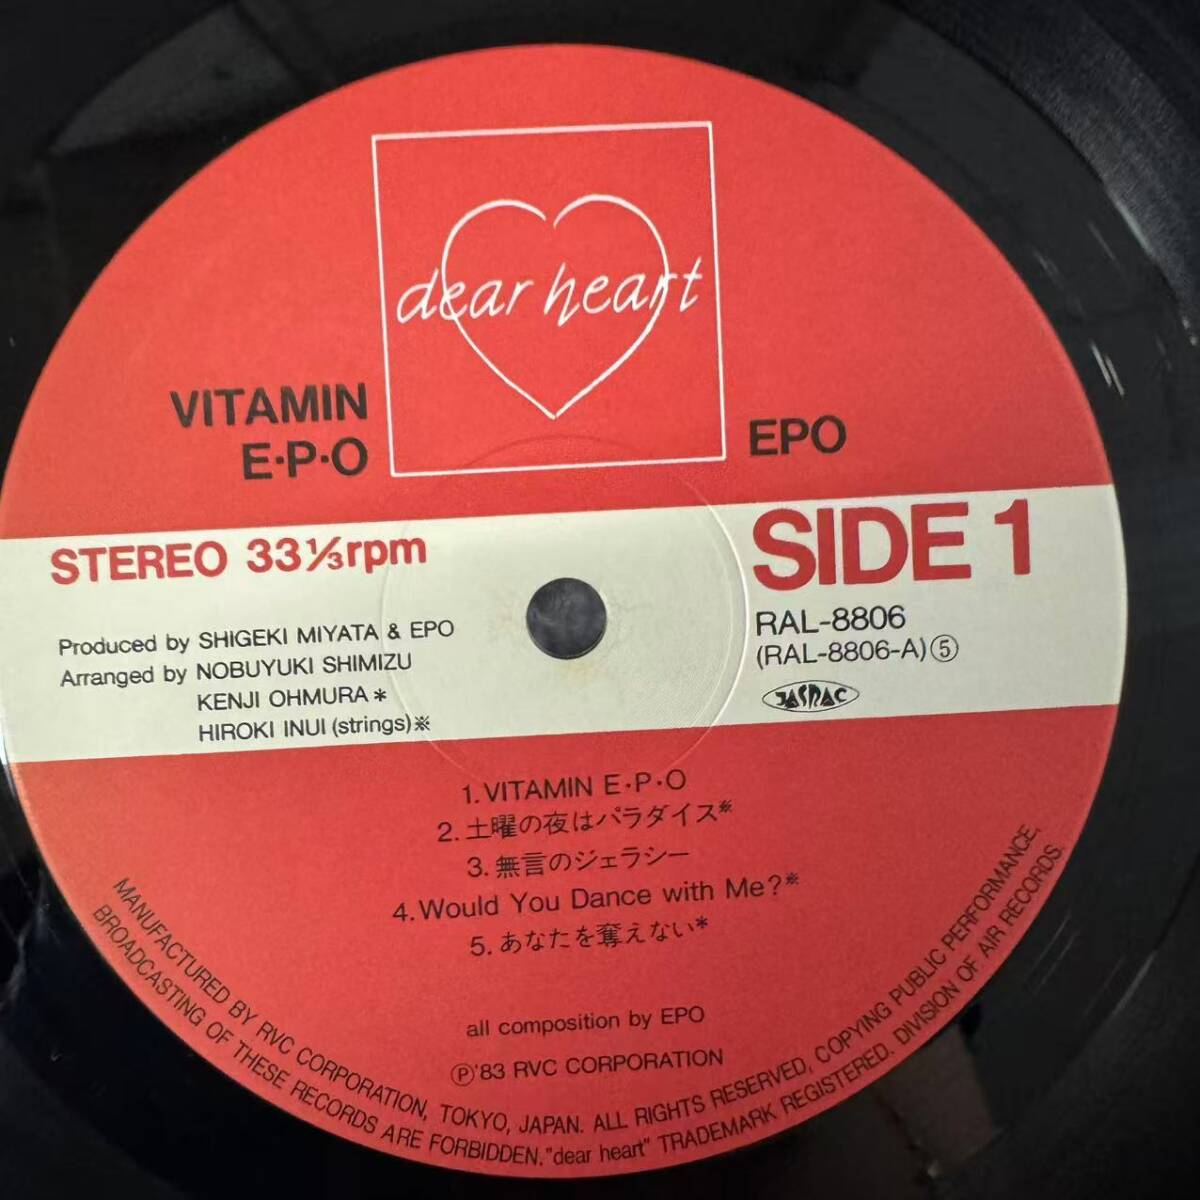 dear heart
VITAMIN
E·P·O
EPO
STEREO 33⅓rpm
SIDE 1
Produced by SHIGEKI MIYATA & EPO
Arranged by NOBUYUKI SHIMIZU
KENJI OHMURA*
HIROKI INUI (strings)※
RAL-8806
(RAL-8806-A)⑤
JASRAC
1. VITAMIN E·P·O
2. 土曜の夜はパラダイス※
3. 無言のジェラシー
4. Would You Dance with Me?※
5. あなたを奪えない*
all composition by EPO
Ⓟ'83 RVC CORPORATION
MANUFACTURED BY RVC CORPORATION, TOKYO, JAPAN. ALL RIGHTS RESERVED, COPYING PUBLIC PERFORMANCE,
BROADCASTING OF THESE RECORDS ARE FORBIDDEN. "dear heart" TRADEMARK REGISTERED. DIVISION OF AIR RECORDS.